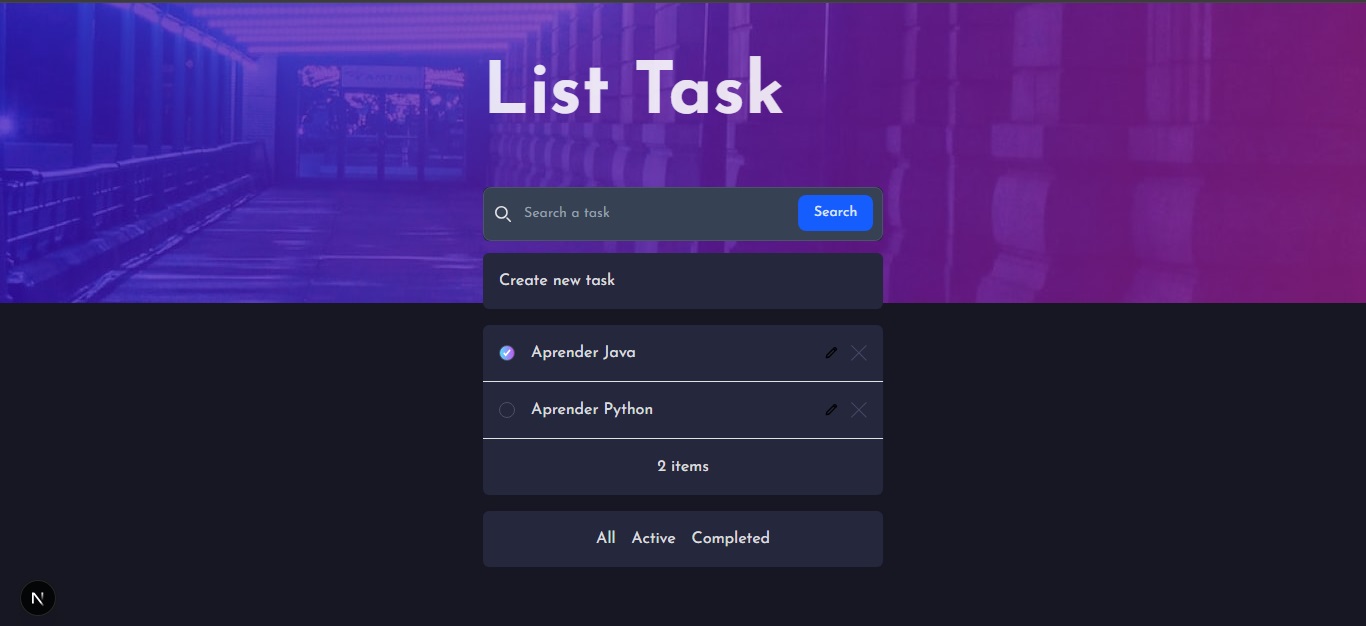 List Task
Search a task
Search
Create new task
Aprender Java
Aprender Python
2 items
All Active Completed
N